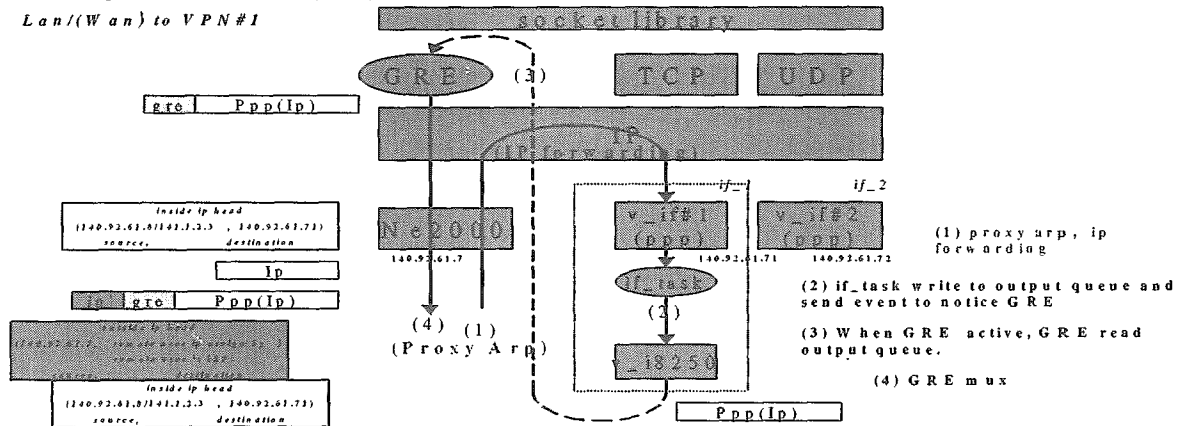 Lan/(Wan) to VPN#1
socket library
GRE
(3)
TCP
UDP
gre Ppp(Ip)
IP
(IP forwarding)
if_1
if_2
inside ip head
(140.92.61.8/141.1.2.3 , 140.92.61.71)
source, destination
Ne2000
v_if#1
(ppp)
v_if#2
(ppp)
140.92.61.7
140.92.61.71
140.92.61.72
(1) proxy arp, ip
forwarding
Ip
if_task
(2)
ip gre Ppp(Ip)
(2) if_task write to output queue and
send event to notice GRE
(4) (1)
(Proxy Arp)
(3) When GRE active, GRE read
output queue.
v_i8250
(4) GRE mux
inside ip head
(140.92.61.8/141.1.2.3 , 140.92.61.71)
source, destination
Ppp(Ip)